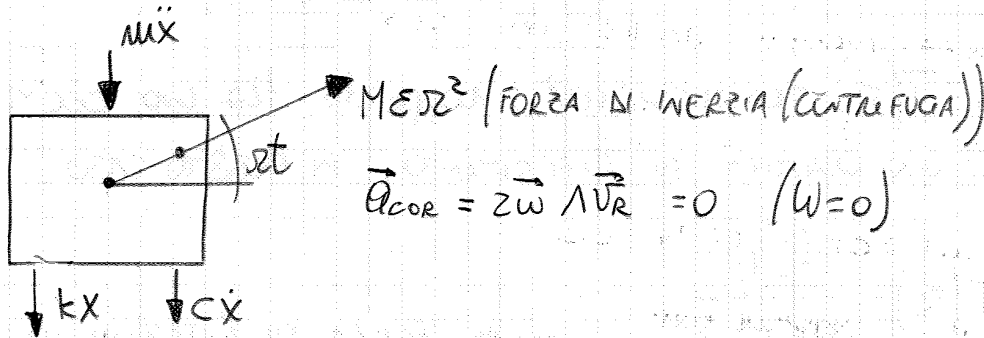 mẍ
MεΩ² (FORZA DI INERZIA (CENTRIFUGA))
Ωt
a⃗COR = 2ω⃗ ∧ v⃗R = 0 (ω=0)
kx
cẋ